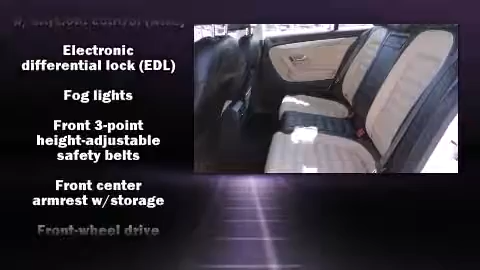 Electronic
differential lock (EDL)
Fog lights
Front 3-point
height-adjustable
safety belts
Front center
armrest w/storage
Front-wheel drive